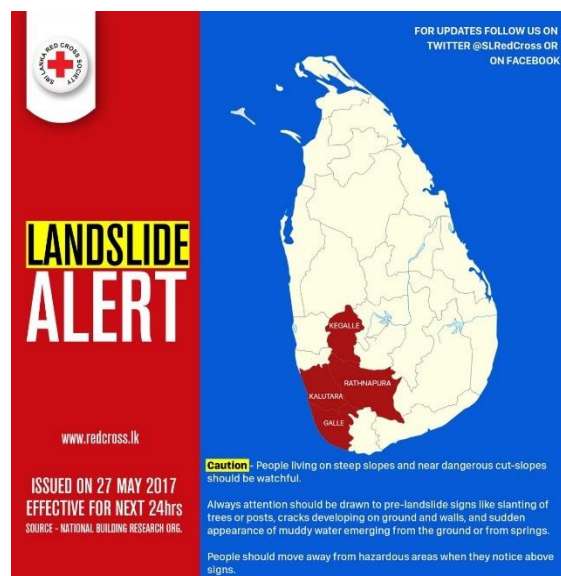 SRI LANKA RED CROSS SOCIETY
FOR UPDATES FOLLOW US ON
TWITTER @SLRedCross OR
ON FACEBOOK
LANDSLIDE
ALERT
www.redcross.lk
ISSUED ON 27 MAY 2017
EFFECTIVE FOR NEXT 24hrs
SOURCE - NATIONAL BUILDING RESEARCH ORG.
KEGALLE
RATHNAPURA
KALUTARA
GALLE
Caution - People living on steep slopes and near dangerous cut-slopes
should be watchful.
Always attention should be drawn to pre-landslide signs like slanting of
trees or posts, cracks developing on ground and walls, and sudden
appearance of muddy water emerging from the ground or from springs.
People should move away from hazardous areas when they notice above
signs.